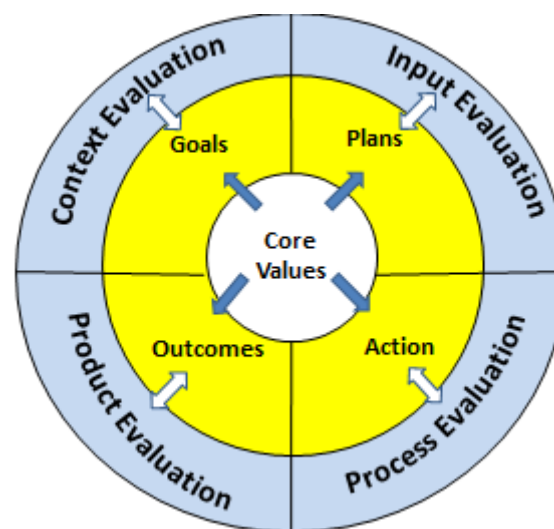 Context Evaluation
Input Evaluation
Goals
Plans
Core
Values
Outcomes
Action
Product Evaluation
Process Evaluation